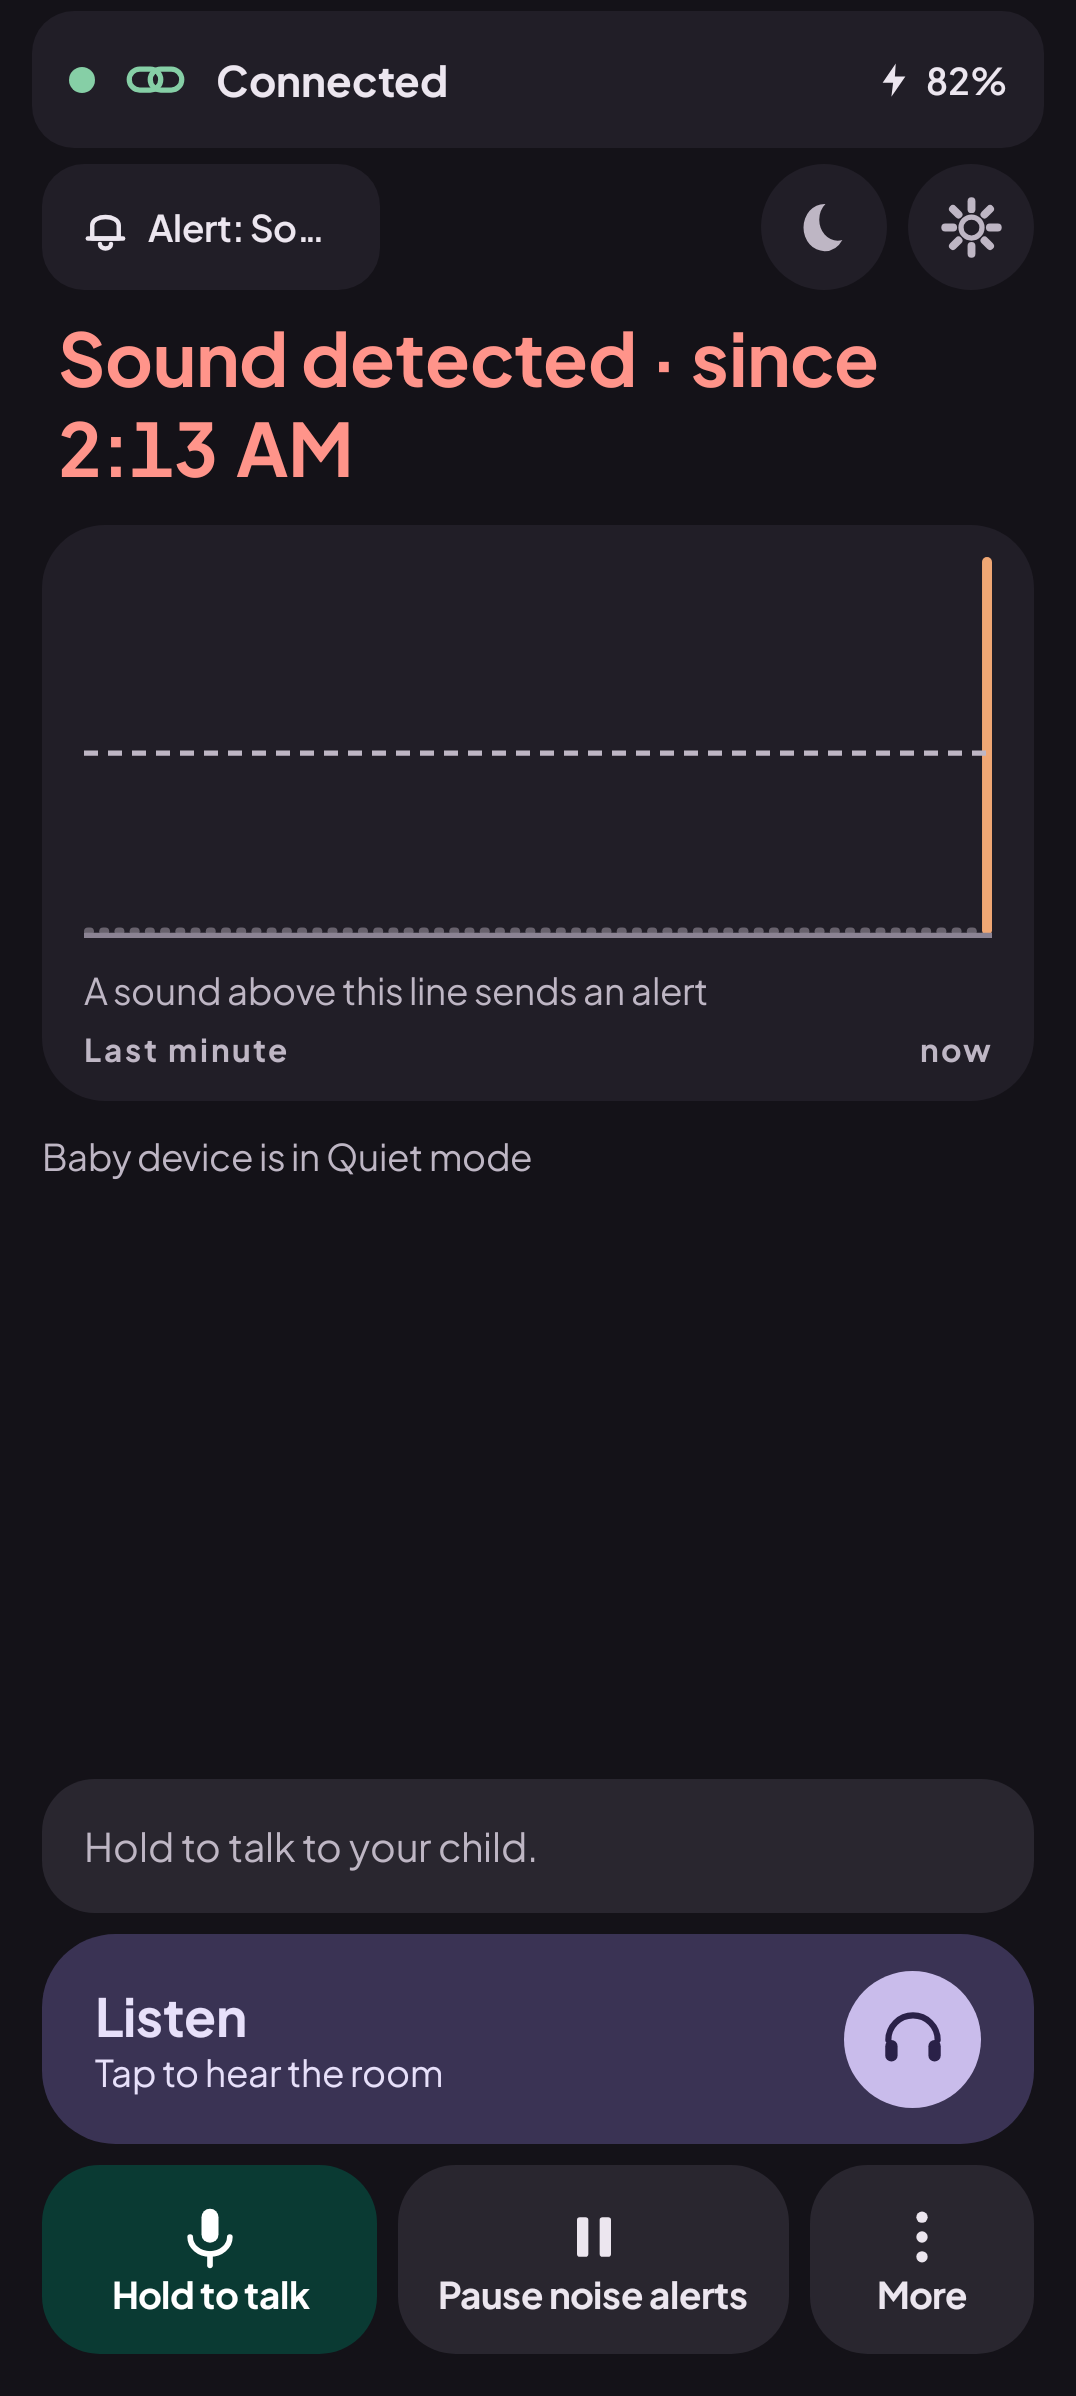 Connected
82%
Alert: So...
Sound detected · since
2:13 AM
A sound above this line sends an alert
Last minute
now
Baby device is in Quiet mode
Hold to talk to your child.
Listen
Tap to hear the room
Hold to talk
Pause noise alerts
More